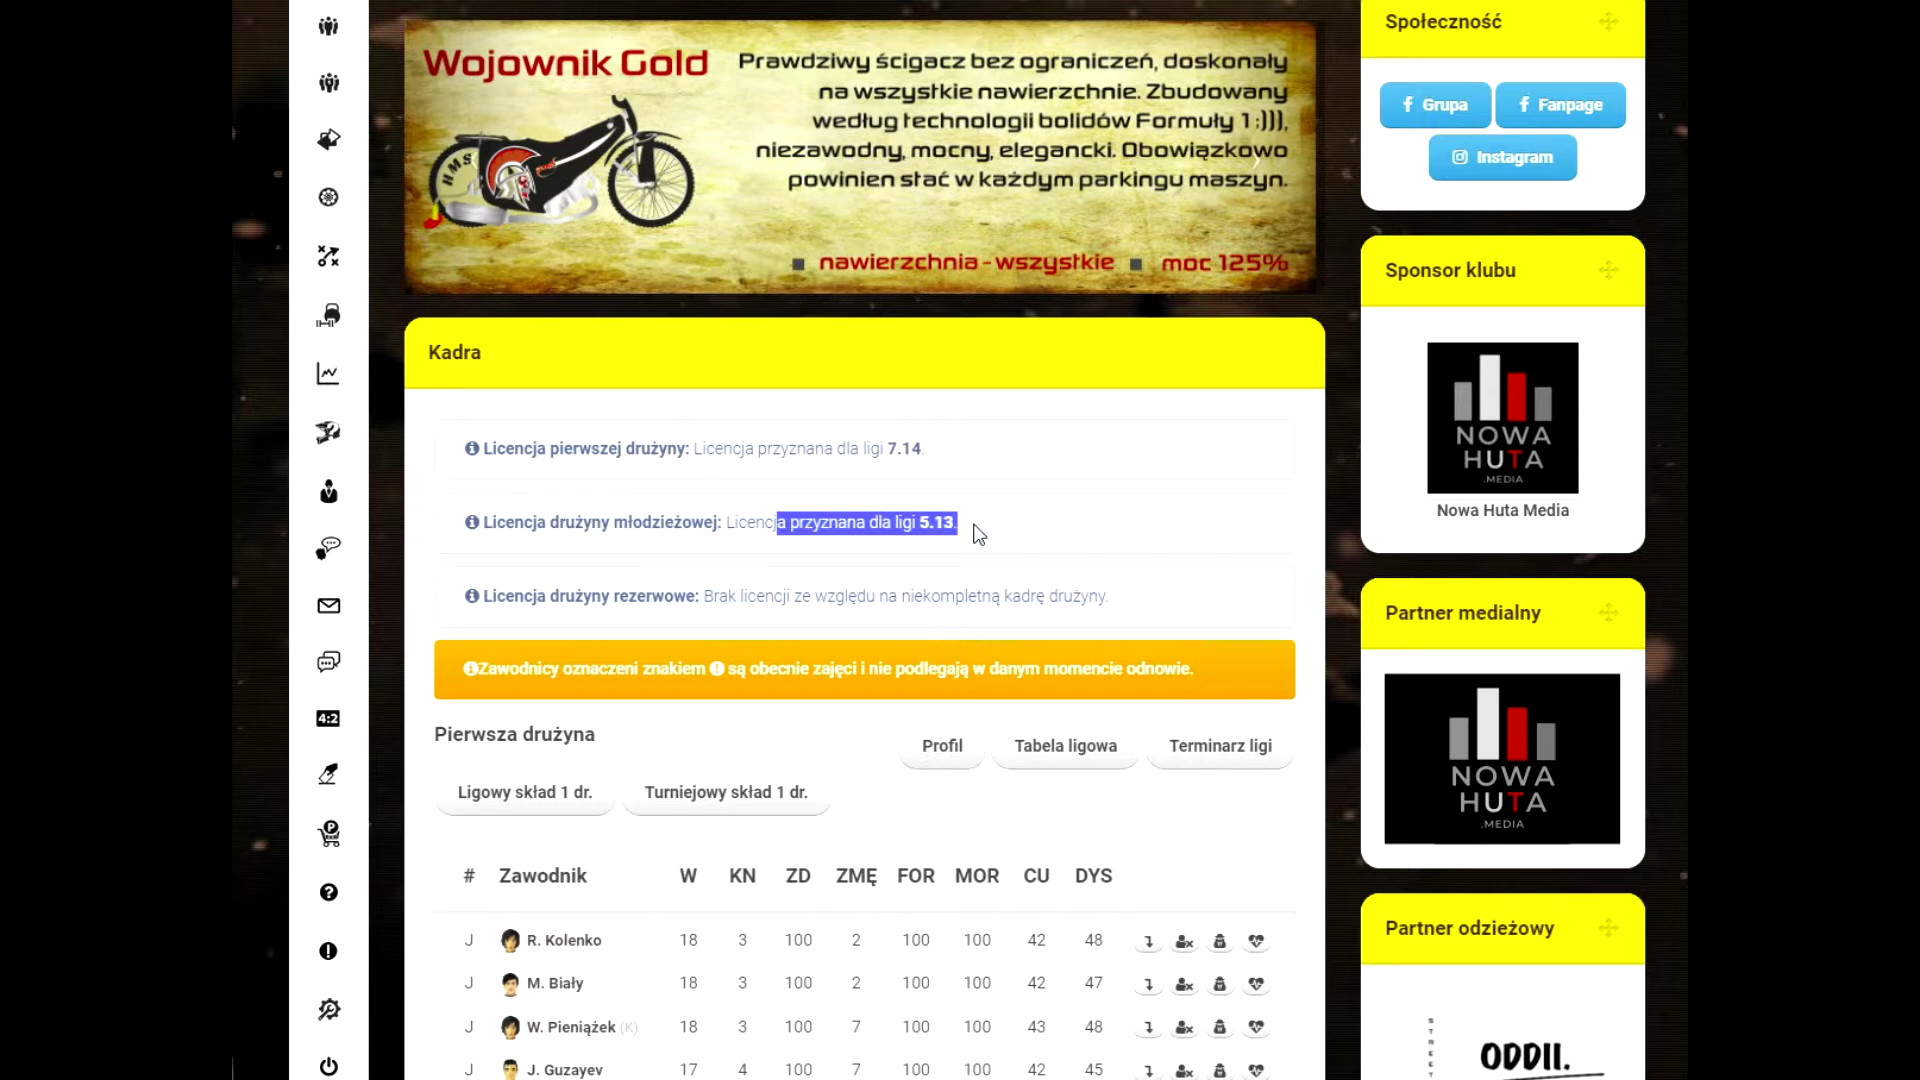 Wojownik Gold
Prawdziwy ścigacz bez ograniczeń, doskonały
na wszystkie nawierzchnie. Zbudowany
według technologii bolidów Formuły 1 :))),
niezawodny, mocny, elegancki. Obowiązkowo
powinien stać w każdym parkingu maszyn.
HMS
nawierzchnia - wszystkie
moc 125%
Społeczność
Grupa
Fanpage
Instagram
Sponsor klubu
NOWA
HUTA
.MEDIA
Nowa Huta Media
Partner medialny
NOWA
HUTA
.MEDIA
Partner odzieżowy
STREET
ODDII.
4:2
Kadra
Licencja pierwszej drużyny: Licencja przyznana dla ligi 7.14.
Licencja drużyny młodzieżowej: Licencja przyznana dla ligi 5.13.
Licencja drużyny rezerwowe: Brak licencji ze względu na niekompletną kadrę drużyny.
Zawodnicy oznaczeni znakiem są obecnie zajęci i nie podlegają w danym momencie odnowie.
Pierwsza drużyna
Profil
Tabela ligowa
Terminarz ligi
Ligowy skład 1 dr.
Turniejowy skład 1 dr.
# Zawodnik W KN ZD ZMĘ FOR MOR CU DYS
J R. Kolenko 18 3 100 2 100 100 42 48
J M. Biały 18 3 100 2 100 100 42 47
J W. Pieniążek (K) 18 3 100 7 100 100 43 48
J J. Guzayev 17 4 100 7 100 100 42 45